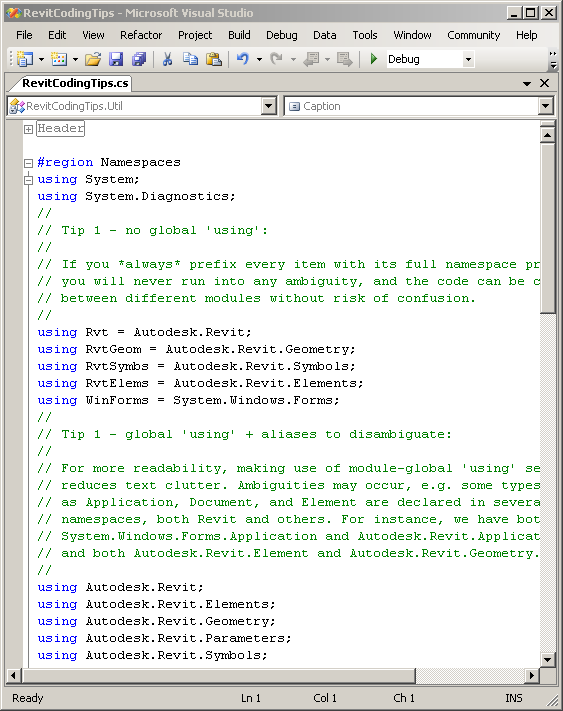 RevitCodingTips - Microsoft Visual Studio
File Edit View Refactor Project Build Debug Data Tools Window Community Help
Debug
RevitCodingTips.cs
RevitCodingTips.Util Caption
Header
#region Namespaces
using System;
using System.Diagnostics;
//
// Tip 1 - no global 'using':
//
// If you *always* prefix every item with its full namespace pr
// you will never run into any ambiguity, and the code can be c
// between different modules without risk of confusion.
//
using Rvt = Autodesk.Revit;
using RvtGeom = Autodesk.Revit.Geometry;
using RvtSymbs = Autodesk.Revit.Symbols;
using RvtElems = Autodesk.Revit.Elements;
using WinForms = System.Windows.Forms;
//
// Tip 1 - global 'using' + aliases to disambiguate:
//
// For more readability, making use of module-global 'using' se
// reduces text clutter. Ambiguities may occur, e.g. some types
// as Application, Document, and Element are declared in severa
// namespaces, both Revit and others. For instance, we have bot
// System.Windows.Forms.Application and Autodesk.Revit.Applicat
// and both Autodesk.Revit.Element and Autodesk.Revit.Geometry.
//
using Autodesk.Revit;
using Autodesk.Revit.Elements;
using Autodesk.Revit.Geometry;
using Autodesk.Revit.Parameters;
using Autodesk.Revit.Symbols;
Ready Ln 1 Col 1 Ch 1 INS